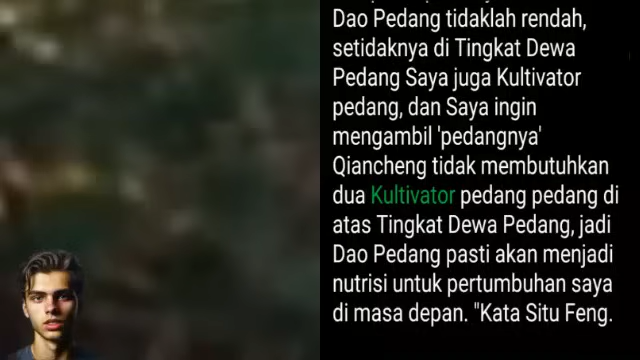 Dao Pedang tidaklah rendah,
setidaknya di Tingkat Dewa
Pedang Saya juga Kultivator
pedang, dan Saya ingin
mengambil 'pedangnya'
Qiancheng tidak membutuhkan
dua Kultivator pedang pedang di
atas Tingkat Dewa Pedang, jadi
Dao Pedang pasti akan menjadi
nutrisi untuk pertumbuhan saya
di masa depan. "Kata Situ Feng.